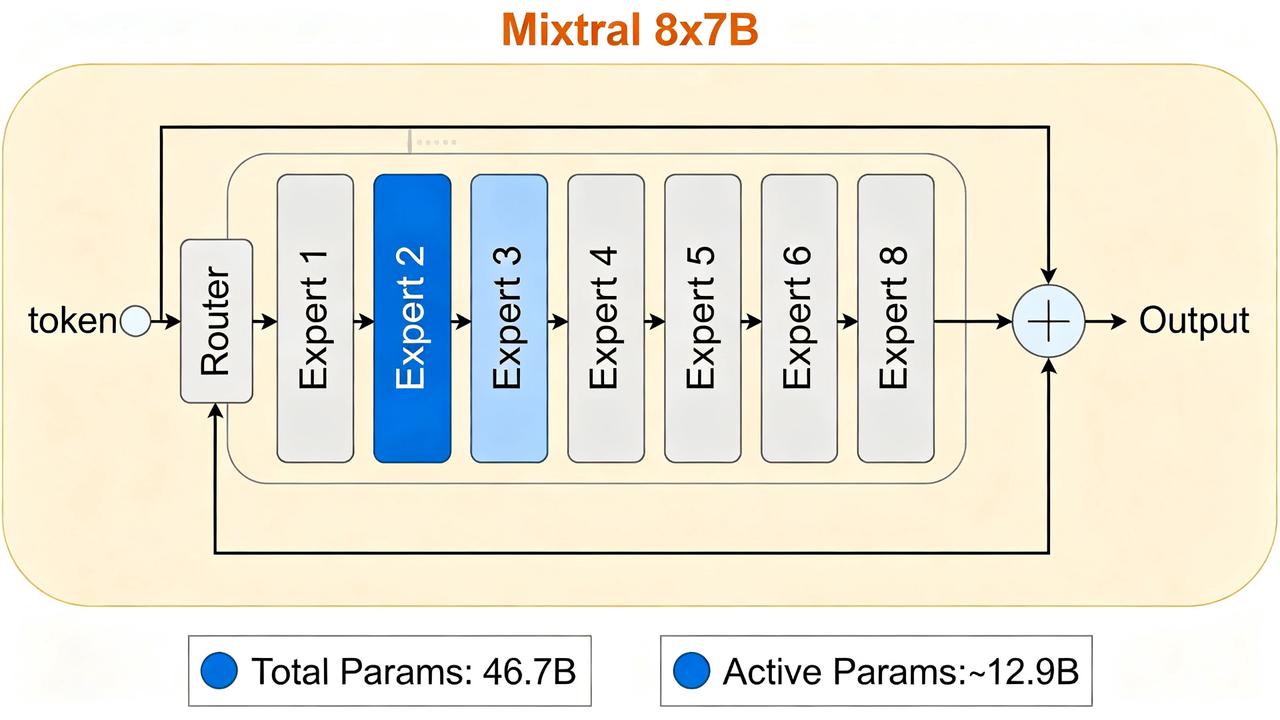 Mixtral 8x7B
token
Router
Expert 1
Expert 2
Expert 3
Expert 4
Expert 5
Expert 6
Expert 8
Output
Total Params: 46.7B
Active Params:~12.9B